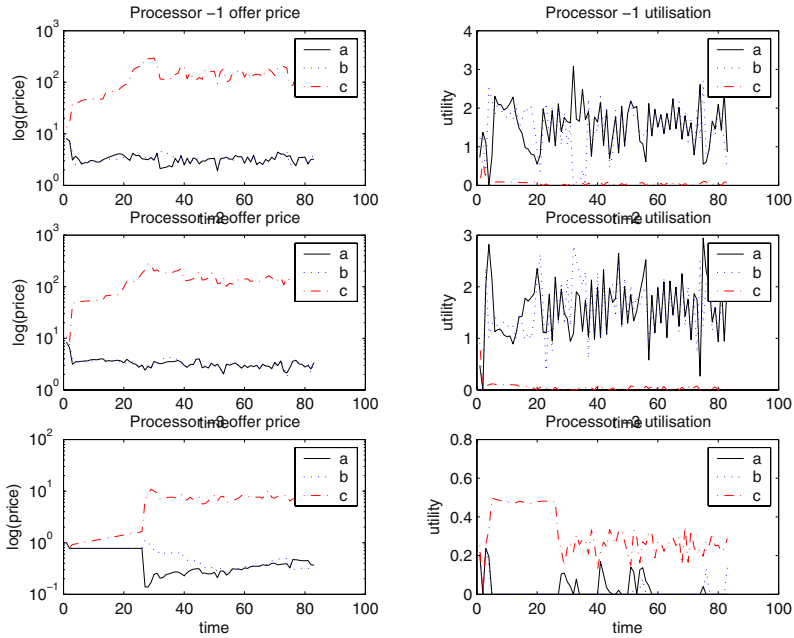 Processor -1 offer price
Processor -1 utilisation
10^3
10^2
10^1
10^0
log(price)
a
b
c
0 20 40 60 80 100
time
4
3
2
1
0
utility
a
b
c
0 20 40 60 80 100
time
Processor -2 offer price
Processor -2 utilisation
10^3
10^2
10^1
10^0
log(price)
a
b
c
0 20 40 60 80 100
time
3
2
1
0
utility
a
b
c
0 20 40 60 80 100
time
Processor -3 offer price
Processor -3 utilisation
10^2
10^1
10^0
10^-1
log(price)
a
b
c
0 20 40 60 80 100
time
0.8
0.6
0.4
0.2
0
utility
a
b
c
0 20 40 60 80 100
time